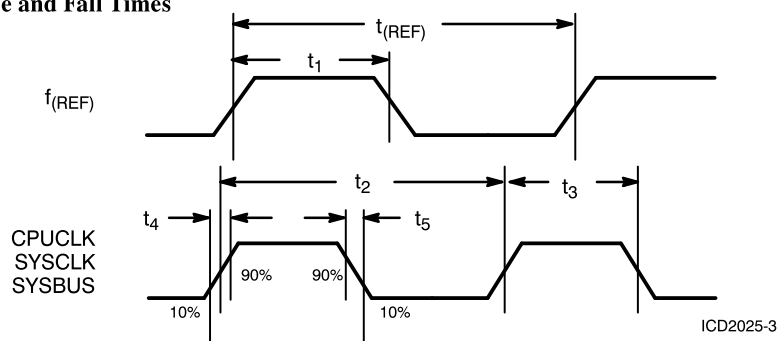 e and Fall Times
t(REF)
t1
f(REF)
t2
t3
t4
t5
CPUCLK
SYSCLK
SYSBUS
90%
90%
10%
10%
ICD2025-3